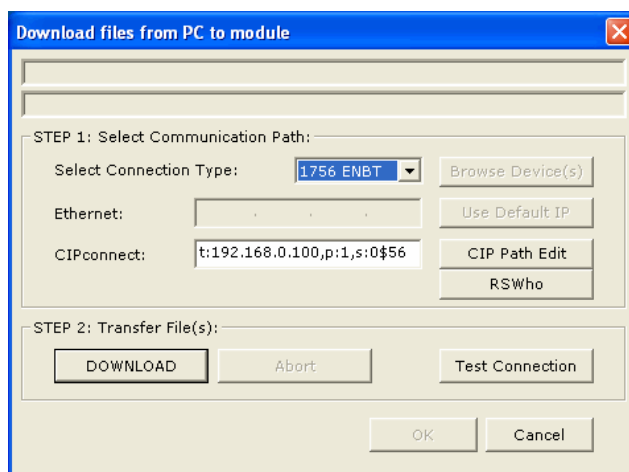 Download files from PC to module
STEP 1: Select Communication Path:
Select Connection Type: 1756 ENBT Browse Device(s)
Ethernet: . . . Use Default IP
CIPconnect: t:192.168.0.100,p:1,s:0$56 CIP Path Edit
RSWho
STEP 2: Transfer File(s):
DOWNLOAD Abort Test Connection
OK Cancel